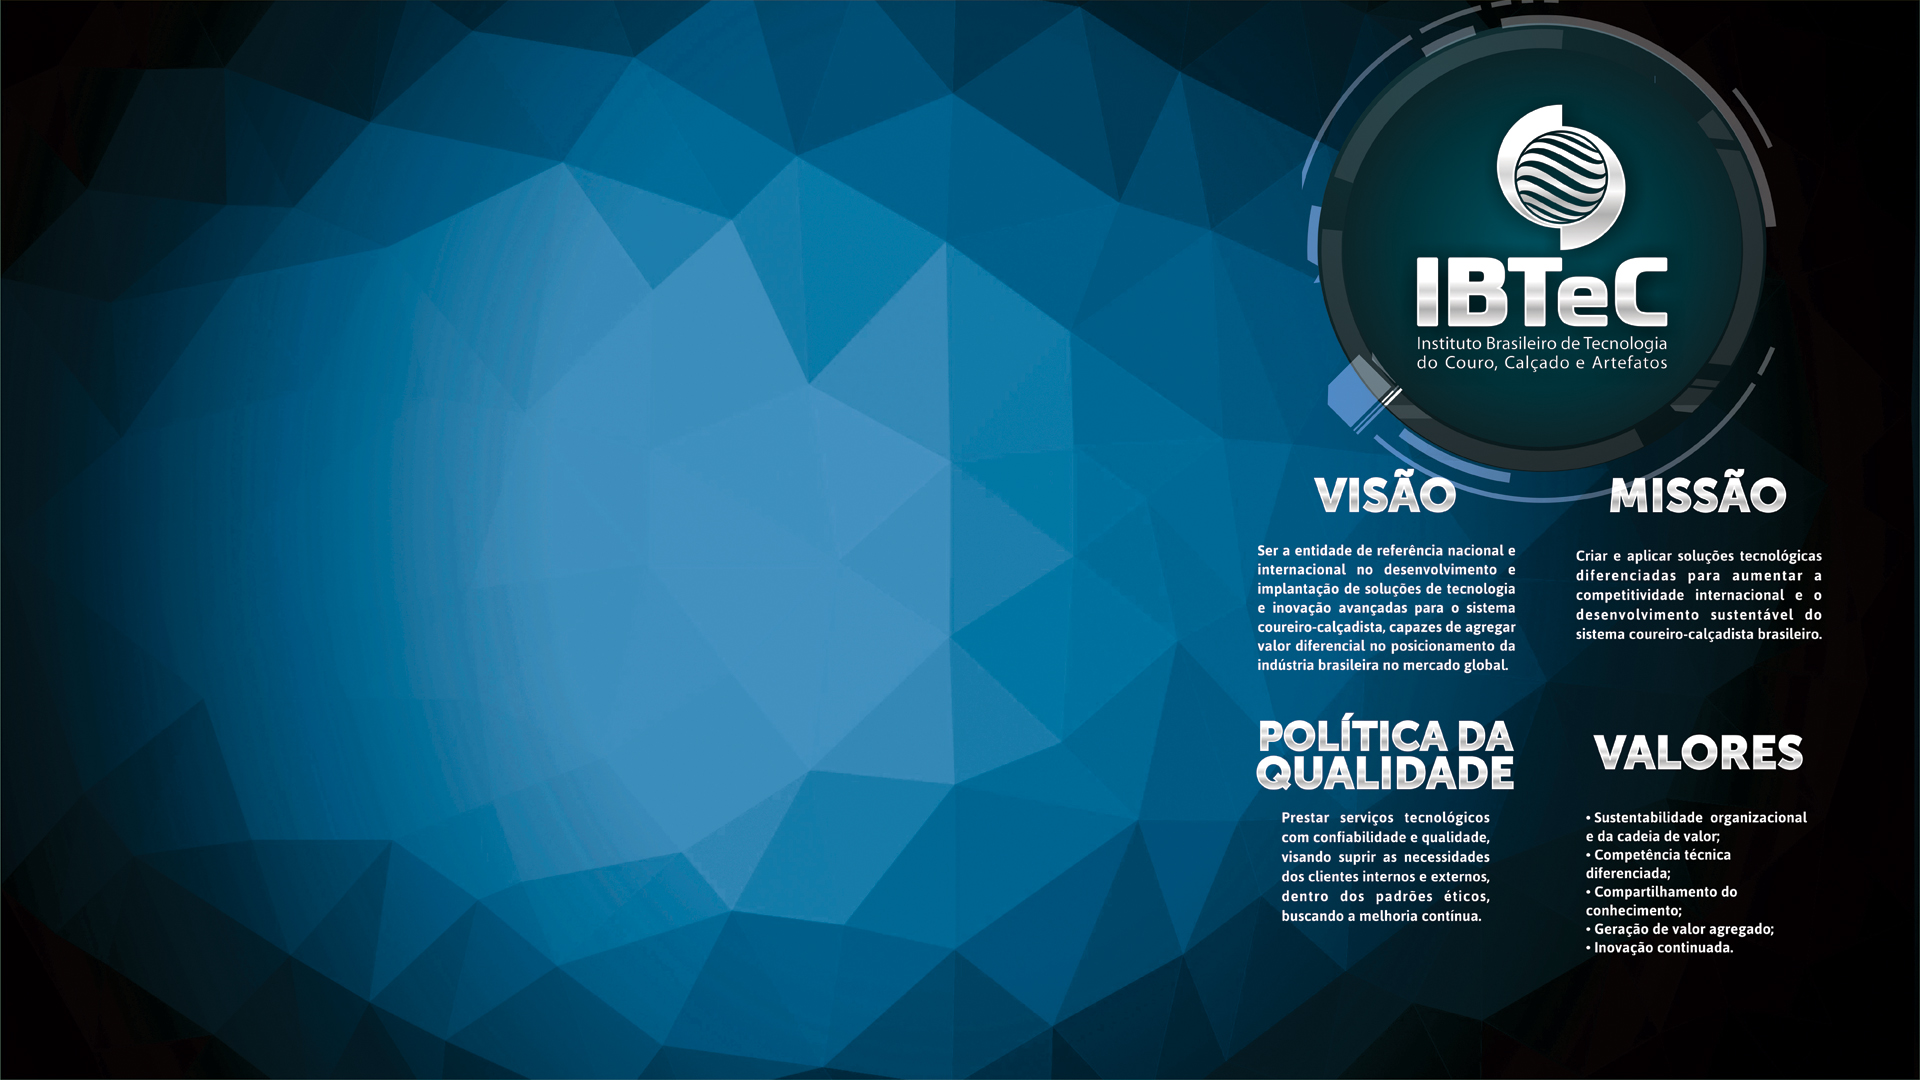 IBTeC
Instituto Brasileiro de Tecnologia
do Couro, Calçado e Artefatos
VISÃO
Ser a entidade de referência nacional e
internacional no desenvolvimento e
implantação de soluções de tecnologia
e inovação avançadas para o sistema
coureiro-calçadista, capazes de agregar
valor diferencial no posicionamento da
indústria brasileira no mercado global.
MISSÃO
Criar e aplicar soluções tecnológicas
diferenciadas para aumentar a
competitividade internacional e o
desenvolvimento sustentável do
sistema coureiro-calçadista brasileiro.
POLÍTICA DA
QUALIDADE
Prestar serviços tecnológicos
com confiabilidade e qualidade,
visando suprir as necessidades
dos clientes internos e externos,
dentro dos padrões éticos,
buscando a melhoria contínua.
VALORES
• Sustentabilidade organizacional
e da cadeia de valor;
• Competência técnica
diferenciada;
• Compartilhamento do
conhecimento;
• Geração de valor agregado;
• Inovação continuada.